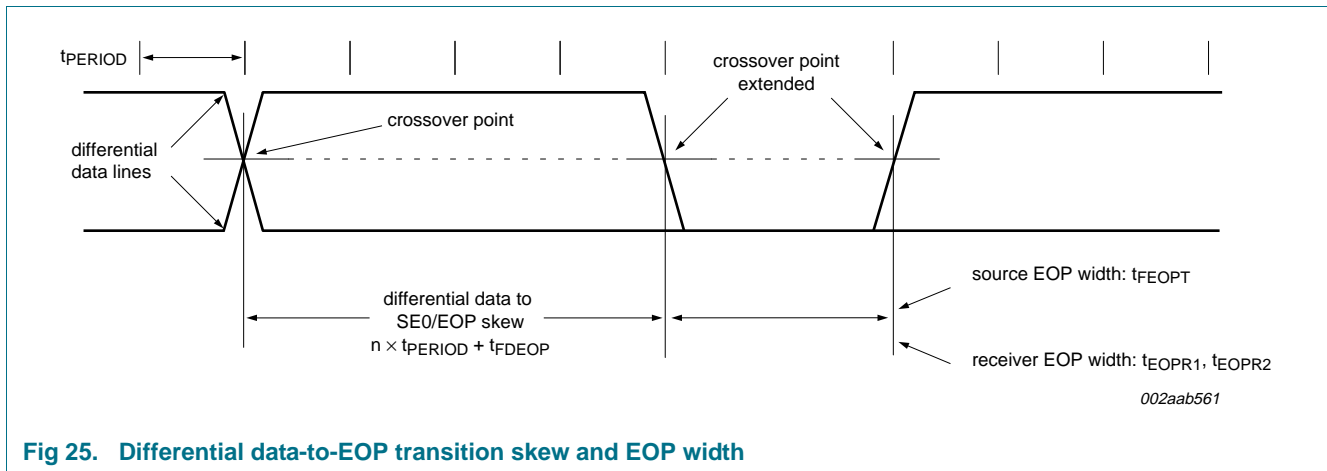 tPERIOD
crossover point
extended
crossover point
differential
data lines
differential data to
SE0/EOP skew
n × tPERIOD + tFDEOP
source EOP width: tFEOPT
receiver EOP width: tEOPR1, tEOPR2
002aab561
Fig 25. Differential data-to-EOP transition skew and EOP width